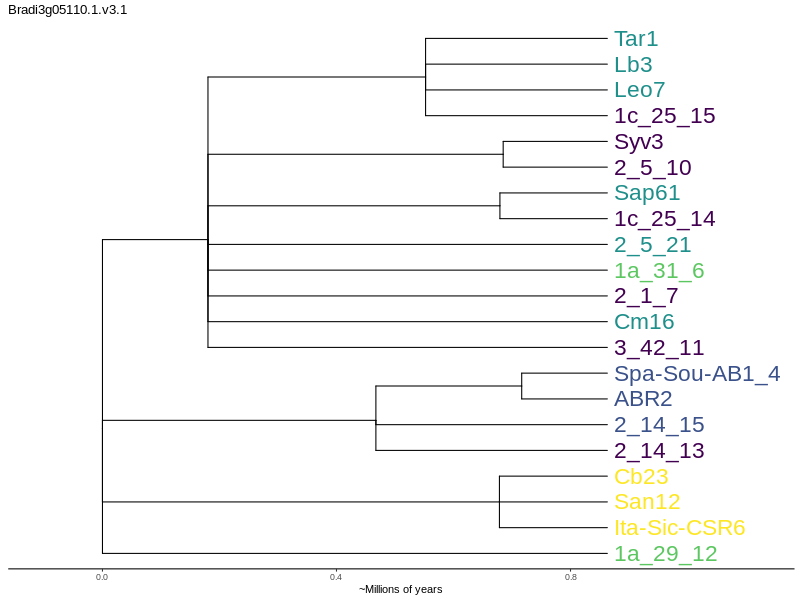 Bradi3g05110.1.v3.1
Tar1
Lb3
Leo7
1c_25_15
Syv3
2_5_10
Sap61
1c_25_14
2_5_21
1a_31_6
2_1_7
Cm16
3_42_11
Spa-Sou-AB1_4
ABR2
2_14_15
2_14_13
Cb23
San12
Ita-Sic-CSR6
1a_29_12
0.0 0.4 0.8
~Millions of years